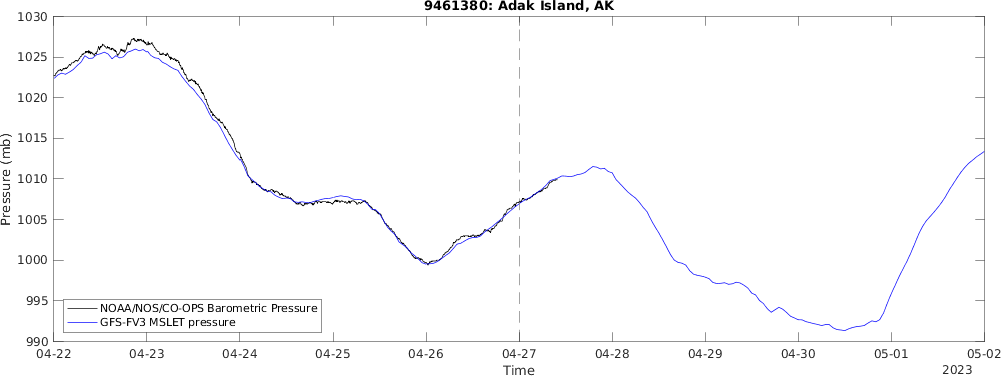 9461380: Adak Island, AK
1030
1025
1020
1015
1010
1005
1000
995
990
Pressure (mb)
NOAA/NOS/CO-OPS Barometric Pressure
GFS-FV3 MSLET pressure
04-22 04-23 04-24 04-25 04-26 04-27 04-28 04-29 04-30 05-01 05-02
Time
2023